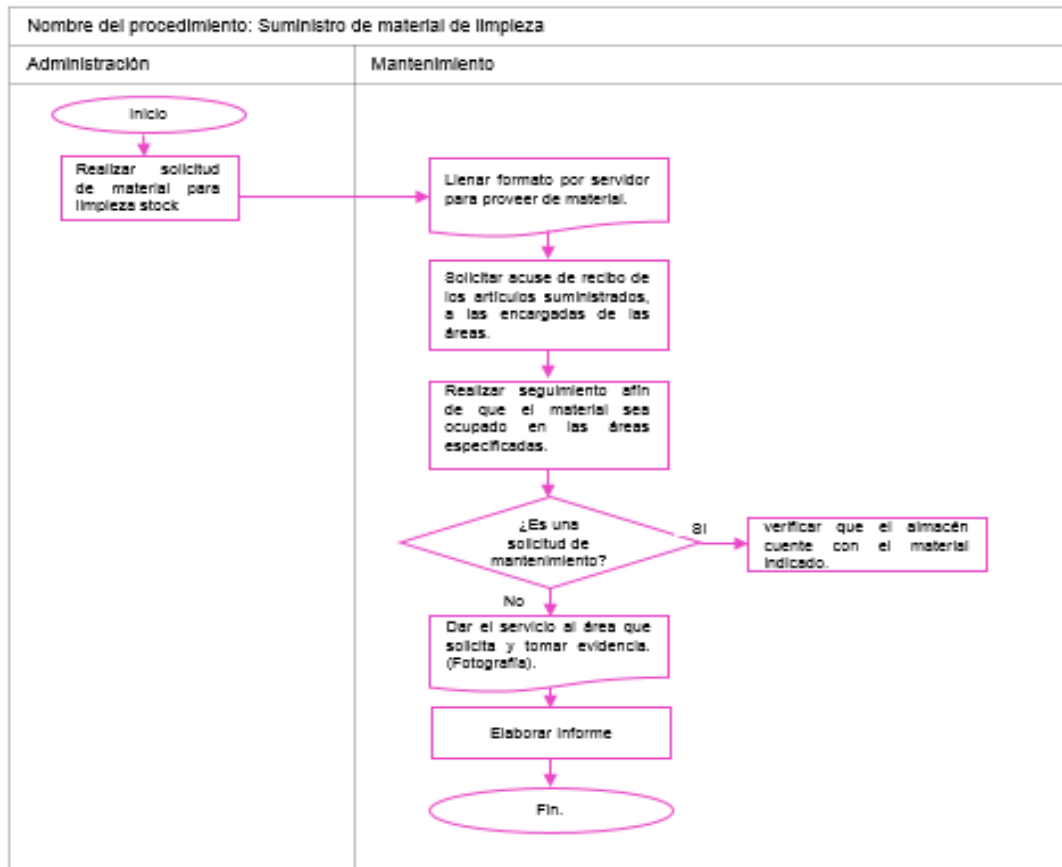 Nombre del procedimiento: Suministro de material de limpieza
Administración
Mantenimiento
Inicio
Realizar solicitud
de material para
limpieza stock
Llenar formato por servidor
para proveer de material.
Solicitar acuse de recibo de
los artículos suministrados,
a las encargadas de las
áreas.
Realizar seguimiento afín
de que el material sea
ocupado en las áreas
especificadas.
¿Es una
solicitud de
mantenimiento?
SI
verificar que el almacén
cuente con el material
indicado.
No
Dar el servicio al área que
solicita y tomar evidencia.
(Fotografía).
Elaborar informe
Fin.